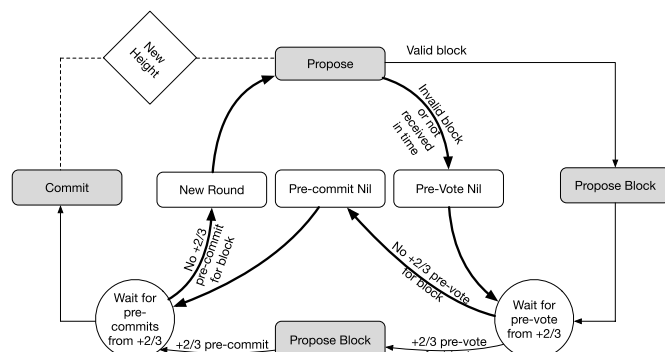 New
Height
Propose
Valid block
Invalid block
or not
received
in time
Commit
New Round
Pre-commit Nil
Pre-Vote Nil
Propose Block
No +2/3
pre-commit
for block
No +2/3 pre-vote
for block
Wait for
pre-
commits
from +2/3
Wait for
pre-vote
from +2/3
+2/3 pre-commit
Propose Block
+2/3 pre-vote